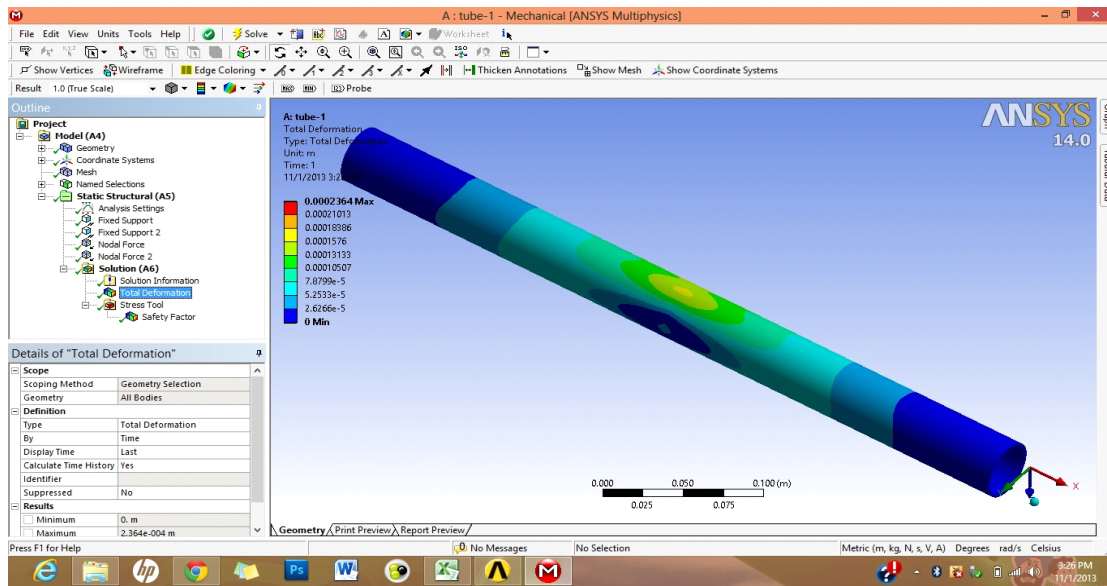 A : tube-1 - Mechanical [ANSYS Multiphysics]
File Edit View Units Tools Help Solve Worksheet
Show Vertices Wireframe Edge Coloring Thicken Annotations Show Mesh Show Coordinate Systems
Result 1.0 (True Scale) Probe
Outline
Project
Model (A4)
Geometry
Coordinate Systems
Mesh
Named Selections
Static Structural (A5)
Analysis Settings
Fixed Support
Fixed Support 2
Nodal Force
Nodal Force 2
Solution (A6)
Solution Information
Total Deformation
Stress Tool
Safety Factor
Details of "Total Deformation"
Scope
Scoping Method Geometry Selection
Geometry All Bodies
Definition
Type Total Deformation
By Time
Display Time Last
Calculate Time History Yes
Identifier
Suppressed No
Results
Minimum 0. m
Maximum 2.364e-004 m
A: tube-1
Total Deformation
Type: Total Deformation
Unit: m
Time: 1
11/1/2013
0.0002364 Max
0.00021013
0.00018386
0.0001576
0.00013133
0.00010507
7.8799e-5
5.2533e-5
2.6266e-5
0 Min
ANSYS
14.0
0.000 0.050 0.100 (m)
0.025 0.075
X
Geometry Print Preview Report Preview
Press F1 for Help No Messages No Selection Metric (m, kg, N, s, V, A) Degrees rad/s Celsius
3:26 PM
11/1/2013